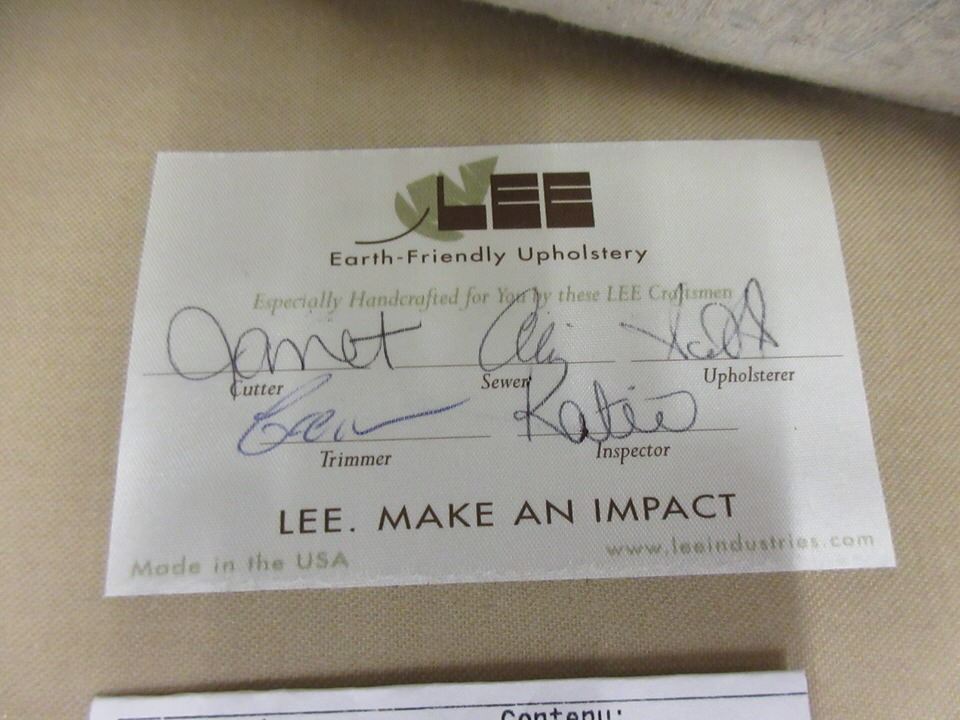 LEE
Earth-Friendly Upholstery
Especially Handcrafted for You by these LEE Craftsmen
Janet
Cutter Sewer Upholsterer
Katie
Trimmer Inspector
LEE. MAKE AN IMPACT
Made in the USA www.leeindustries.com
Contenu: